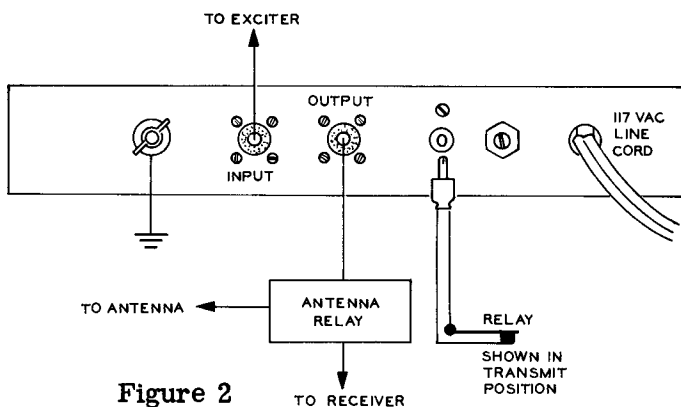 TO EXCITER
OUTPUT
INPUT
117 VAC
LINE
CORD
TO ANTENNA
ANTENNA
RELAY
RELAY
SHOWN IN
TRANSMIT
POSITION
Figure 2
TO RECEIVER